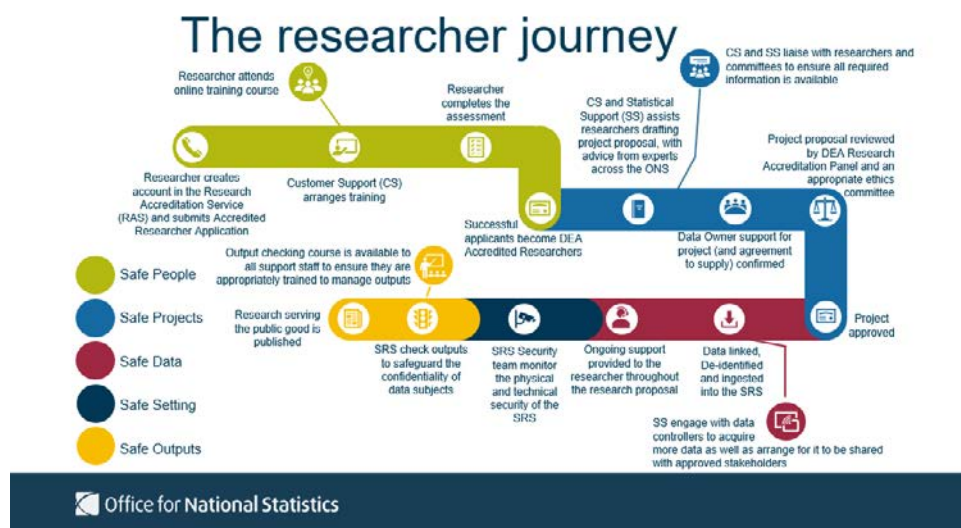 The researcher journey
Researcher attends
online training course
Researcher
completes the
assessment
CS and SS liaise with researchers and
committees to ensure all required
information is available
CS and Statistical
Support (SS) assists
researchers drafting
project proposal, with
advice from experts
across the ONS
Project proposal reviewed
by DEA Research
Accreditation Panel and an
appropriate ethics
committee
Researcher creates
account in the Research
Accreditation Service
(RAS) and submits Accredited
Researcher Application
Customer Support (CS)
arranges training
Successful
applicants become DEA
Accredited Researchers
Data Owner support for
project (and agreement
to supply) confirmed
Project
approved
Output checking course is available to
all support staff to ensure they are
appropriately trained to manage outputs
Research serving
the public good is
published
SRS check outputs
to safeguard the
confidentiality of
data subjects
SRS Security
team monitor
the physical
and technical
security of the
SRS
Ongoing support
provided to the
researcher throughout
the research proposal
Data linked,
De-identified
and ingested
into the SRS
SS engage with data
controllers to acquire
more data as well as arrange for it to be shared
with approved stakeholders
Safe People
Safe Projects
Safe Data
Safe Setting
Safe Outputs
Office for National Statistics